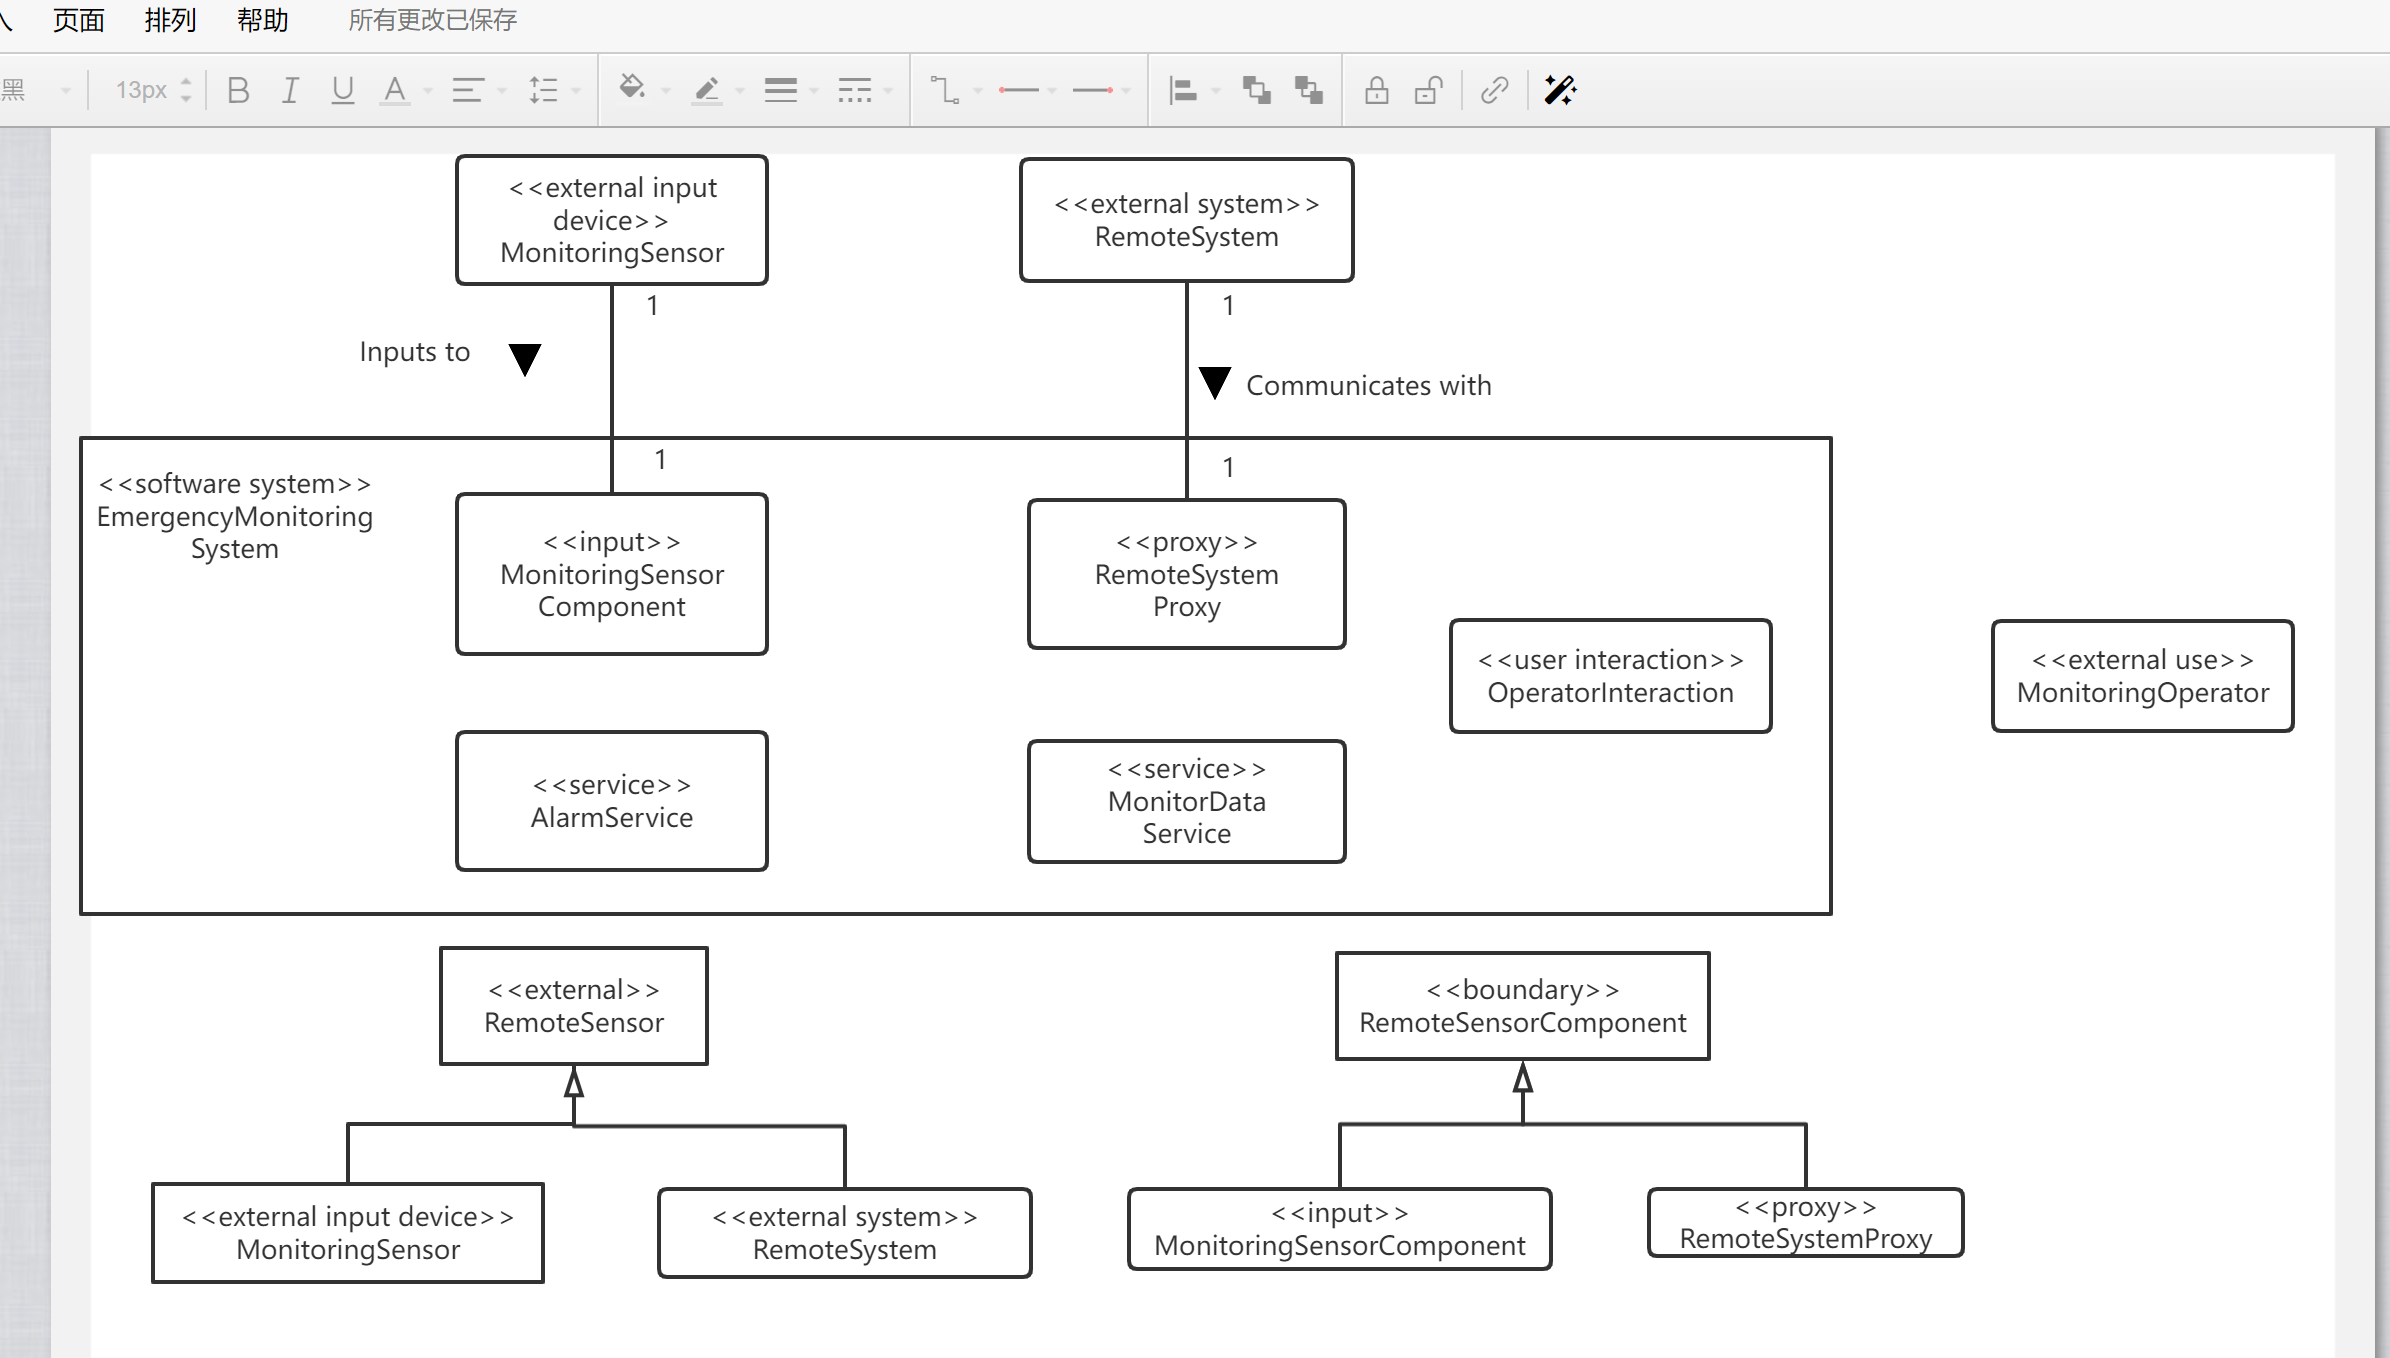 页面 排列 帮助 所有更改已保存
黑 13px B I U A
<<external input
device>>
MonitoringSensor
<<external system>>
RemoteSystem
1
1
Inputs to
Communicates with
1
1
<<software system>>
EmergencyMonitoring
System
<<input>>
MonitoringSensor
Component
<<proxy>>
RemoteSystem
Proxy
<<user interaction>>
OperatorInteraction
<<external use>>
MonitoringOperator
<<service>>
AlarmService
<<service>>
MonitorData
Service
<<external>>
RemoteSensor
<<boundary>>
RemoteSensorComponent
<<external input device>>
MonitoringSensor
<<external system>>
RemoteSystem
<<input>>
MonitoringSensorComponent
<<proxy>>
RemoteSystemProxy